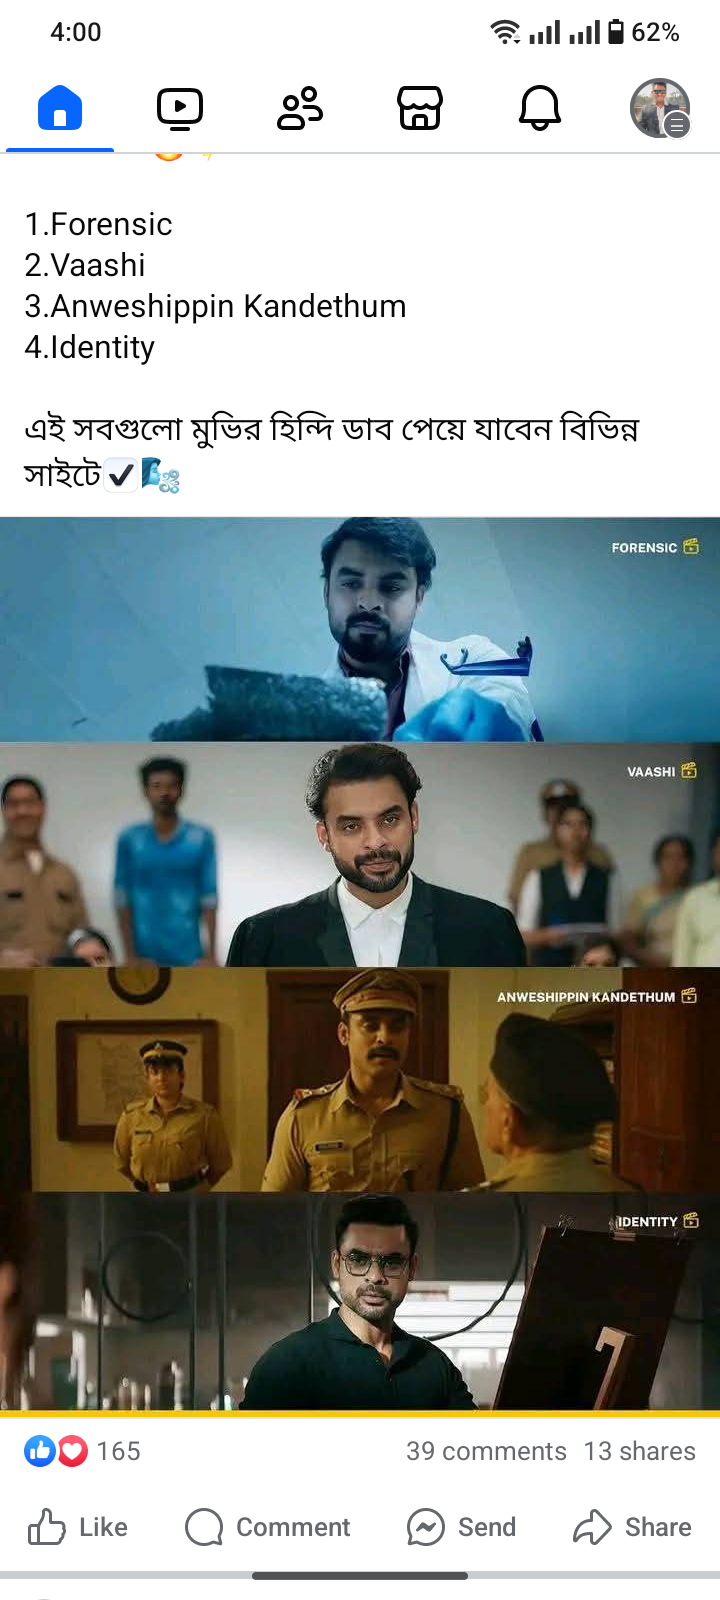 4:00
62%
1.Forensic
2.Vaashi
3.Anweshippin Kandethum
4.Identity
এই সবগুলো মুভির হিন্দি ডাব পেয়ে যাবেন বিভিন্ন
সাইটে✔️🌬️
FORENSIC
VAASHI
ANWESHIPPIN KANDETHUM
IDENTITY
165
39 comments 13 shares
Like Comment Send Share